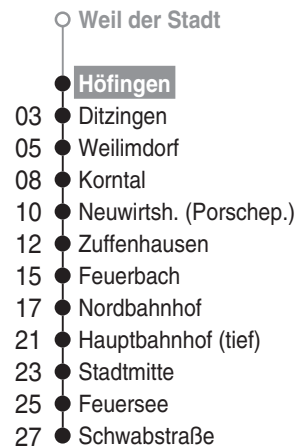 Weil der Stadt
Höfingen
03 Ditzingen
05 Weilimdorf
08 Korntal
10 Neuwirtsh. (Porschep.)
12 Zuffenhausen
15 Feuerbach
17 Nordbahnhof
21 Hauptbahnhof (tief)
23 Stadtmitte
25 Feuersee
27 Schwabstraße